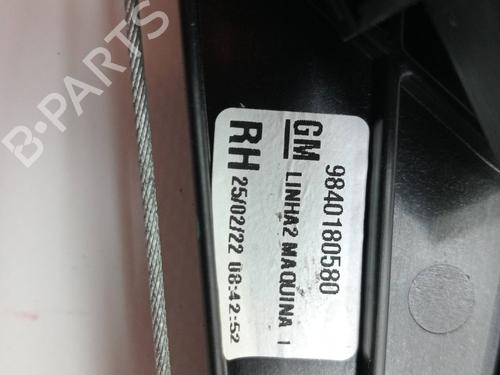 B-PARTS
GM 9840180580
LINHA2 MAQUINA 1
RH 25/02/22 08:42:52